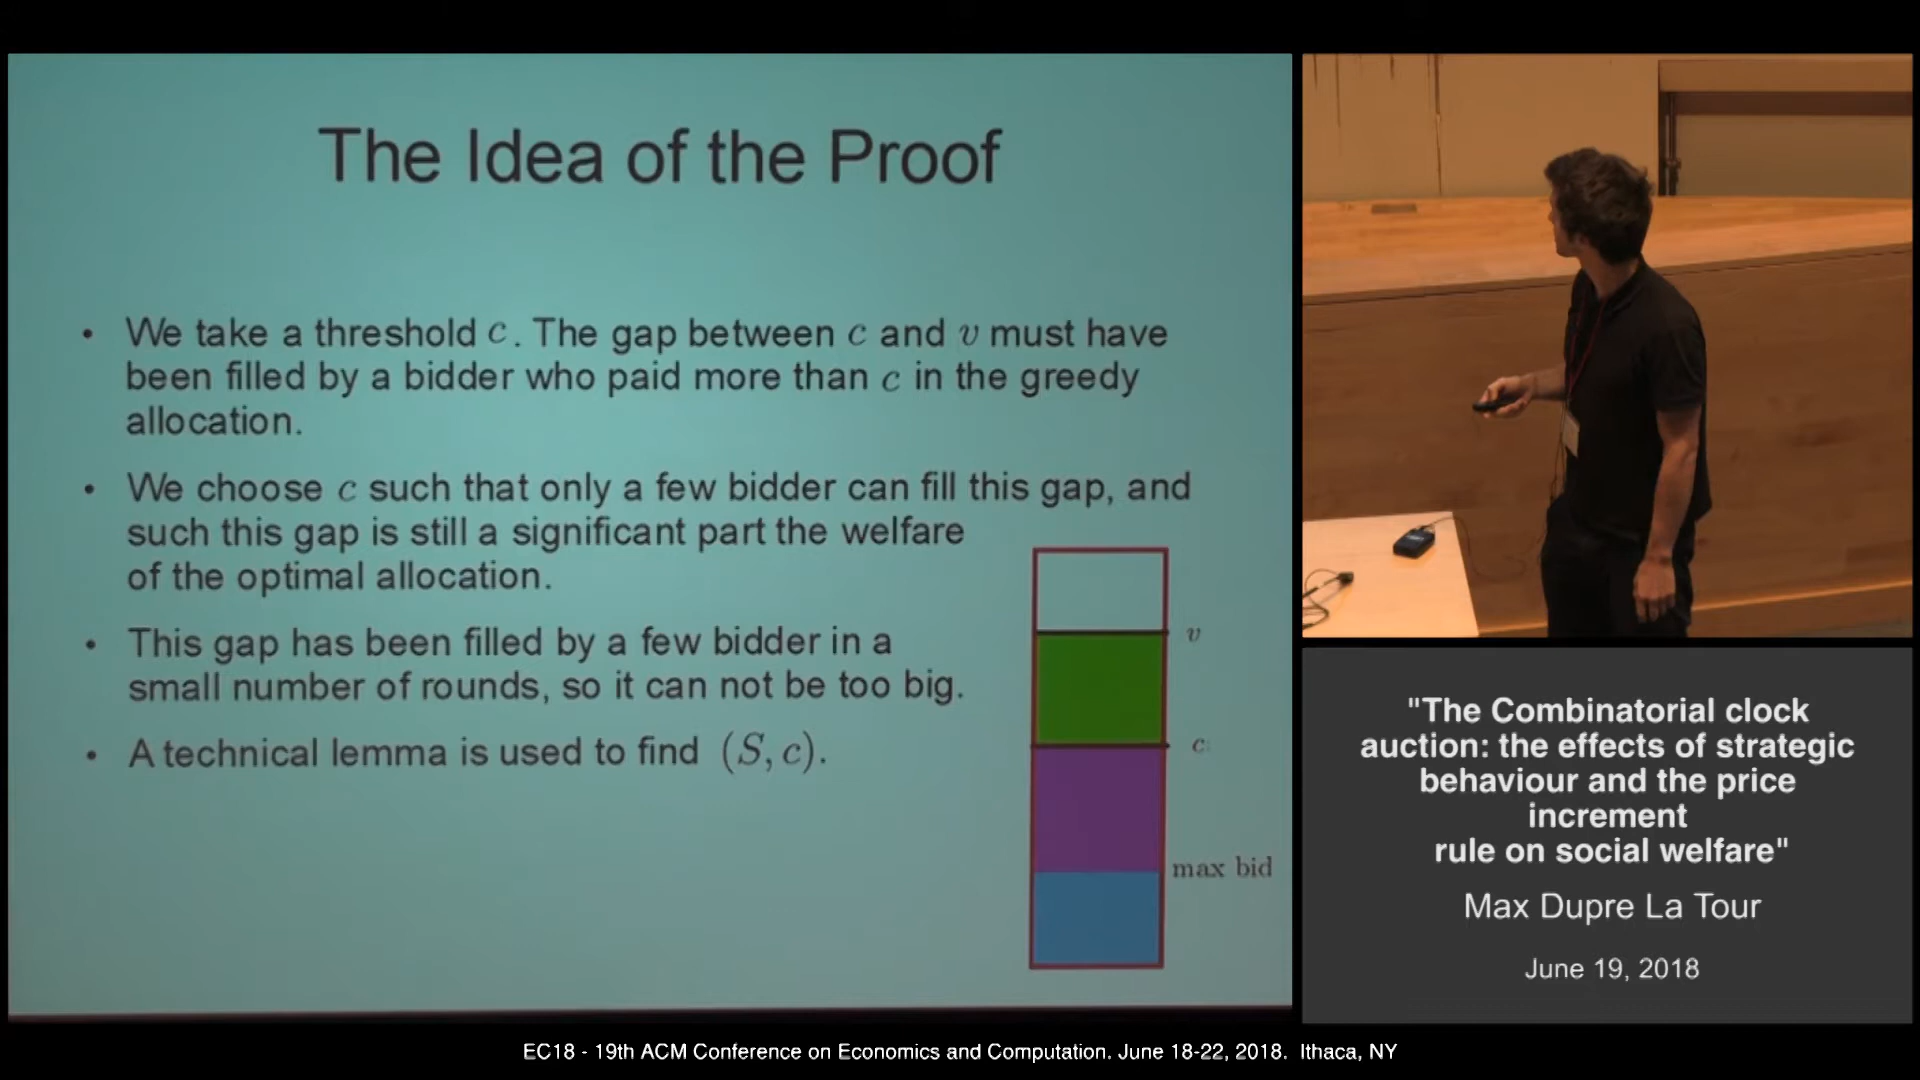 The Idea of the Proof
• We take a threshold c. The gap between c and v must have
been filled by a bidder who paid more than c in the greedy
allocation.
• We choose c such that only a few bidder can fill this gap, and
such this gap is still a significant part the welfare
of the optimal allocation.
• This gap has been filled by a few bidder in a
small number of rounds, so it can not be too big.
• A technical lemma is used to find (S, c).
v
c
max bid
"The Combinatorial clock
auction: the effects of strategic
behaviour and the price
increment
rule on social welfare"
Max Dupre La Tour
June 19, 2018
EC18 - 19th ACM Conference on Economics and Computation. June 18-22, 2018. Ithaca, NY